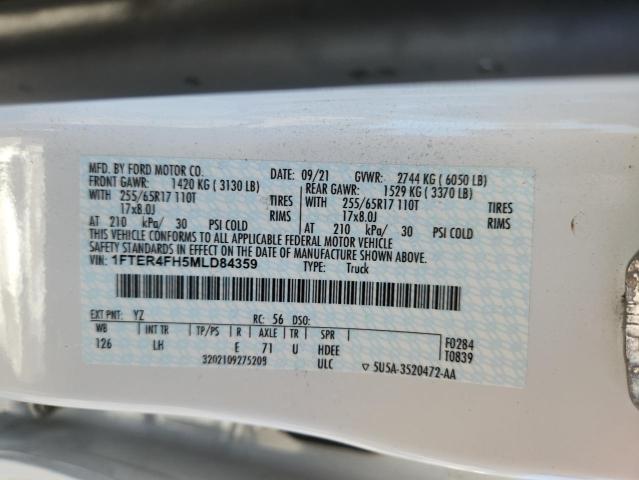 MFD. BY FORD MOTOR CO.
DATE: 09/21 GVWR: 2744 KG ( 6050 LB)
FRONT GAWR: 1420 KG ( 3130 LB) REAR GAWR: 1529 KG ( 3370 LB)
WITH 255/65R17 110T TIRES WITH 255/65R17 110T TIRES
17x8.0J RIMS 17x8.0J RIMS
AT 210 kPa/ 30 PSI COLD AT 210 kPa/ 30 PSI COLD
THIS VEHICLE CONFORMS TO ALL APPLICABLE FEDERAL MOTOR VEHICLE
SAFETY STANDARDS IN EFFECT ON THE DATE OF MANUFACTURE SHOWN ABOVE.
VIN: 1FTER4FH5MLD84359 TYPE: Truck
EXT PNT: YZ RC: 56 DSO: F0284
WB INT TR TP/PS R AXLE TR SPR T0839
126 LH E 71 U HDEE
3202109275209 ULC ▽ 5U5A-3520472-AA